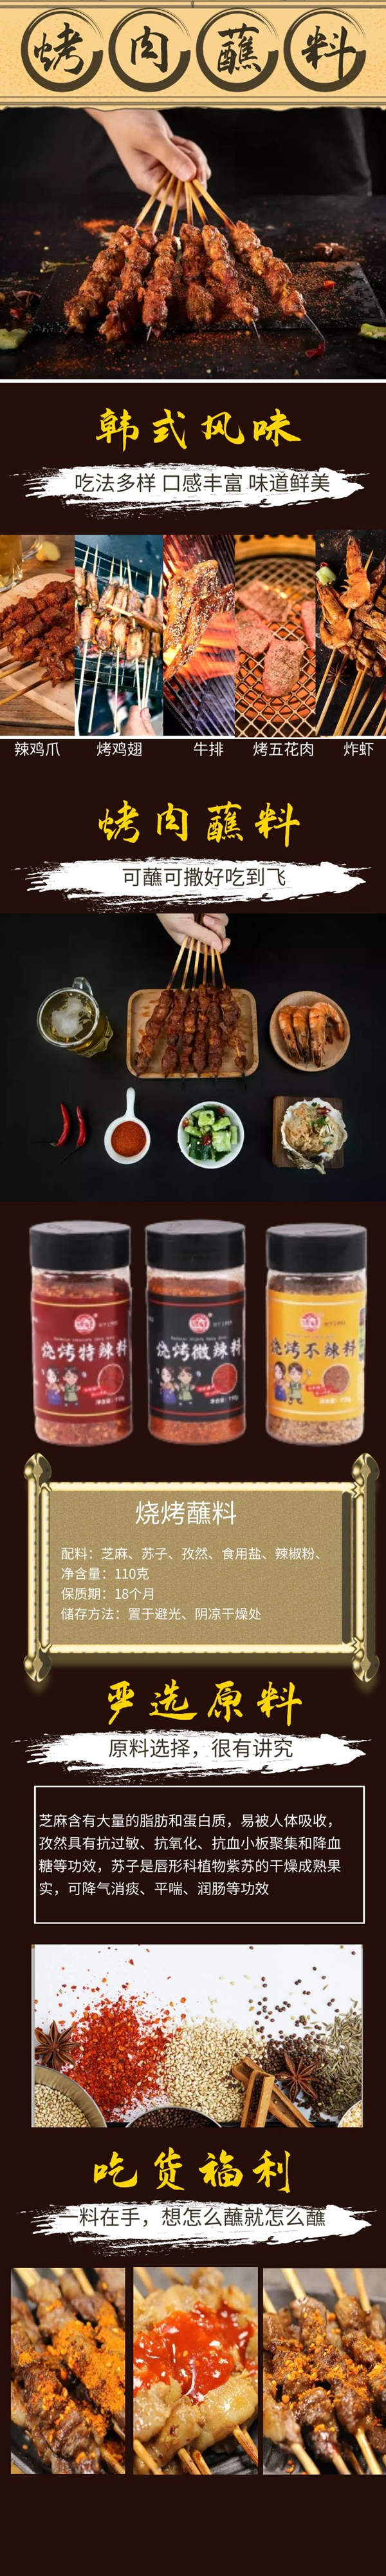 烤肉蘸料
韩式风味
吃法多样 口感丰富 味道鲜美
辣鸡爪 烤鸡翅 牛排 烤五花肉 炸虾
烤肉蘸料
可蘸可撒好吃到飞
烧烤特辣料 烧烤微辣料 烧烤不辣料
烧烤蘸料
配料：芝麻、苏子、孜然、食用盐、辣椒粉、
净含量：110克
保质期：18个月
储存方法：置于避光、阴凉干燥处
严选原料
原料选择，很有讲究
芝麻含有大量的脂肪和蛋白质，易被人体吸收，
孜然具有抗过敏、抗氧化、抗血小板聚集和降血
糖等功效，苏子是唇形科植物紫苏的干燥成熟果
实，可降气消痰、平喘、润肠等功效
吃货福利
一料在手，想怎么蘸就怎么蘸